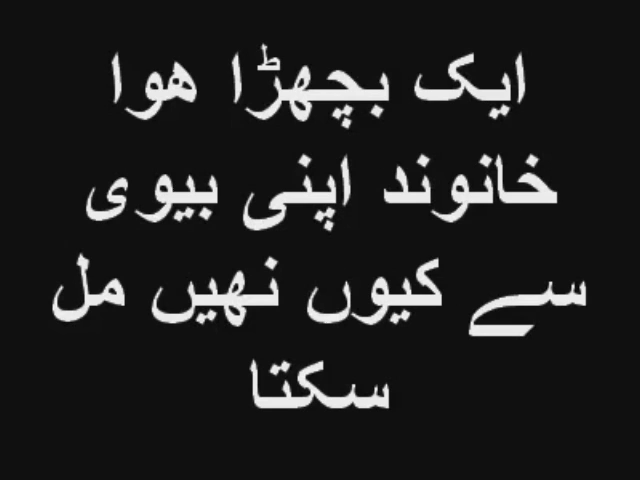 ایک بچھڑا ھوا
خانوند اپنی بیوی
سے کیوں نھیں مل
سکتا